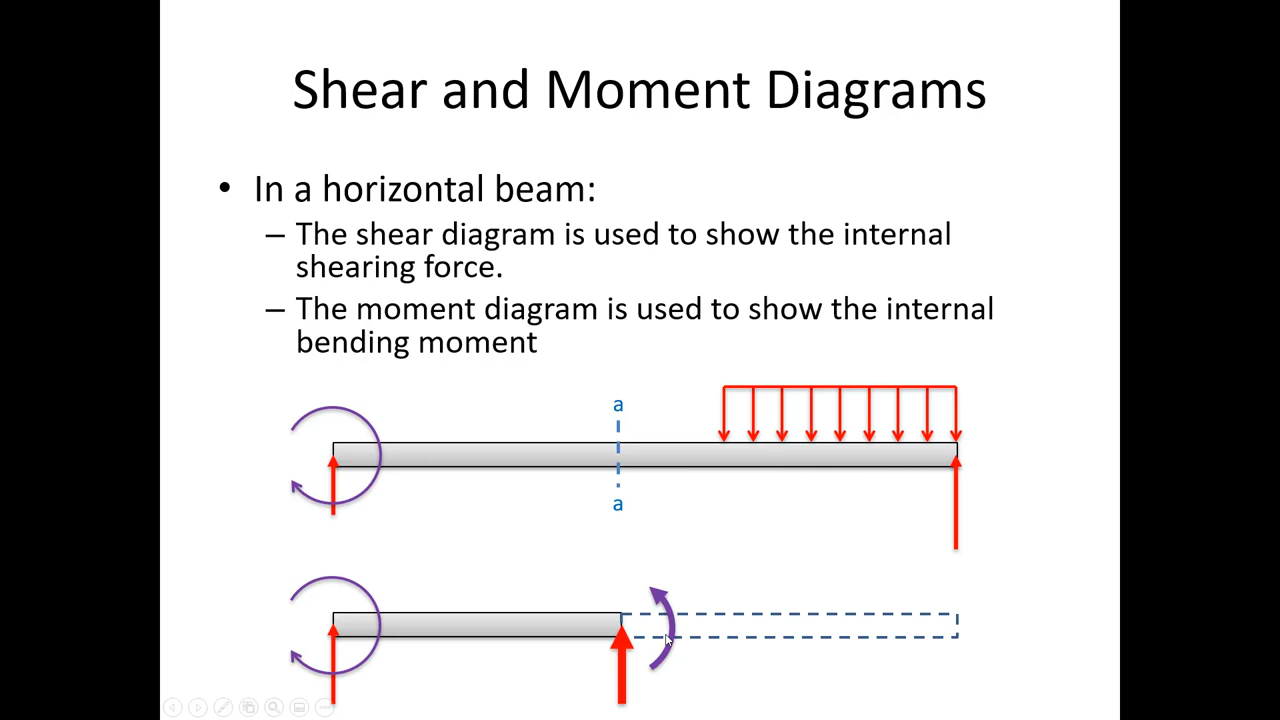 Shear and Moment Diagrams
• In a horizontal beam:
– The shear diagram is used to show the internal
shearing force.
– The moment diagram is used to show the internal
bending moment
a
a